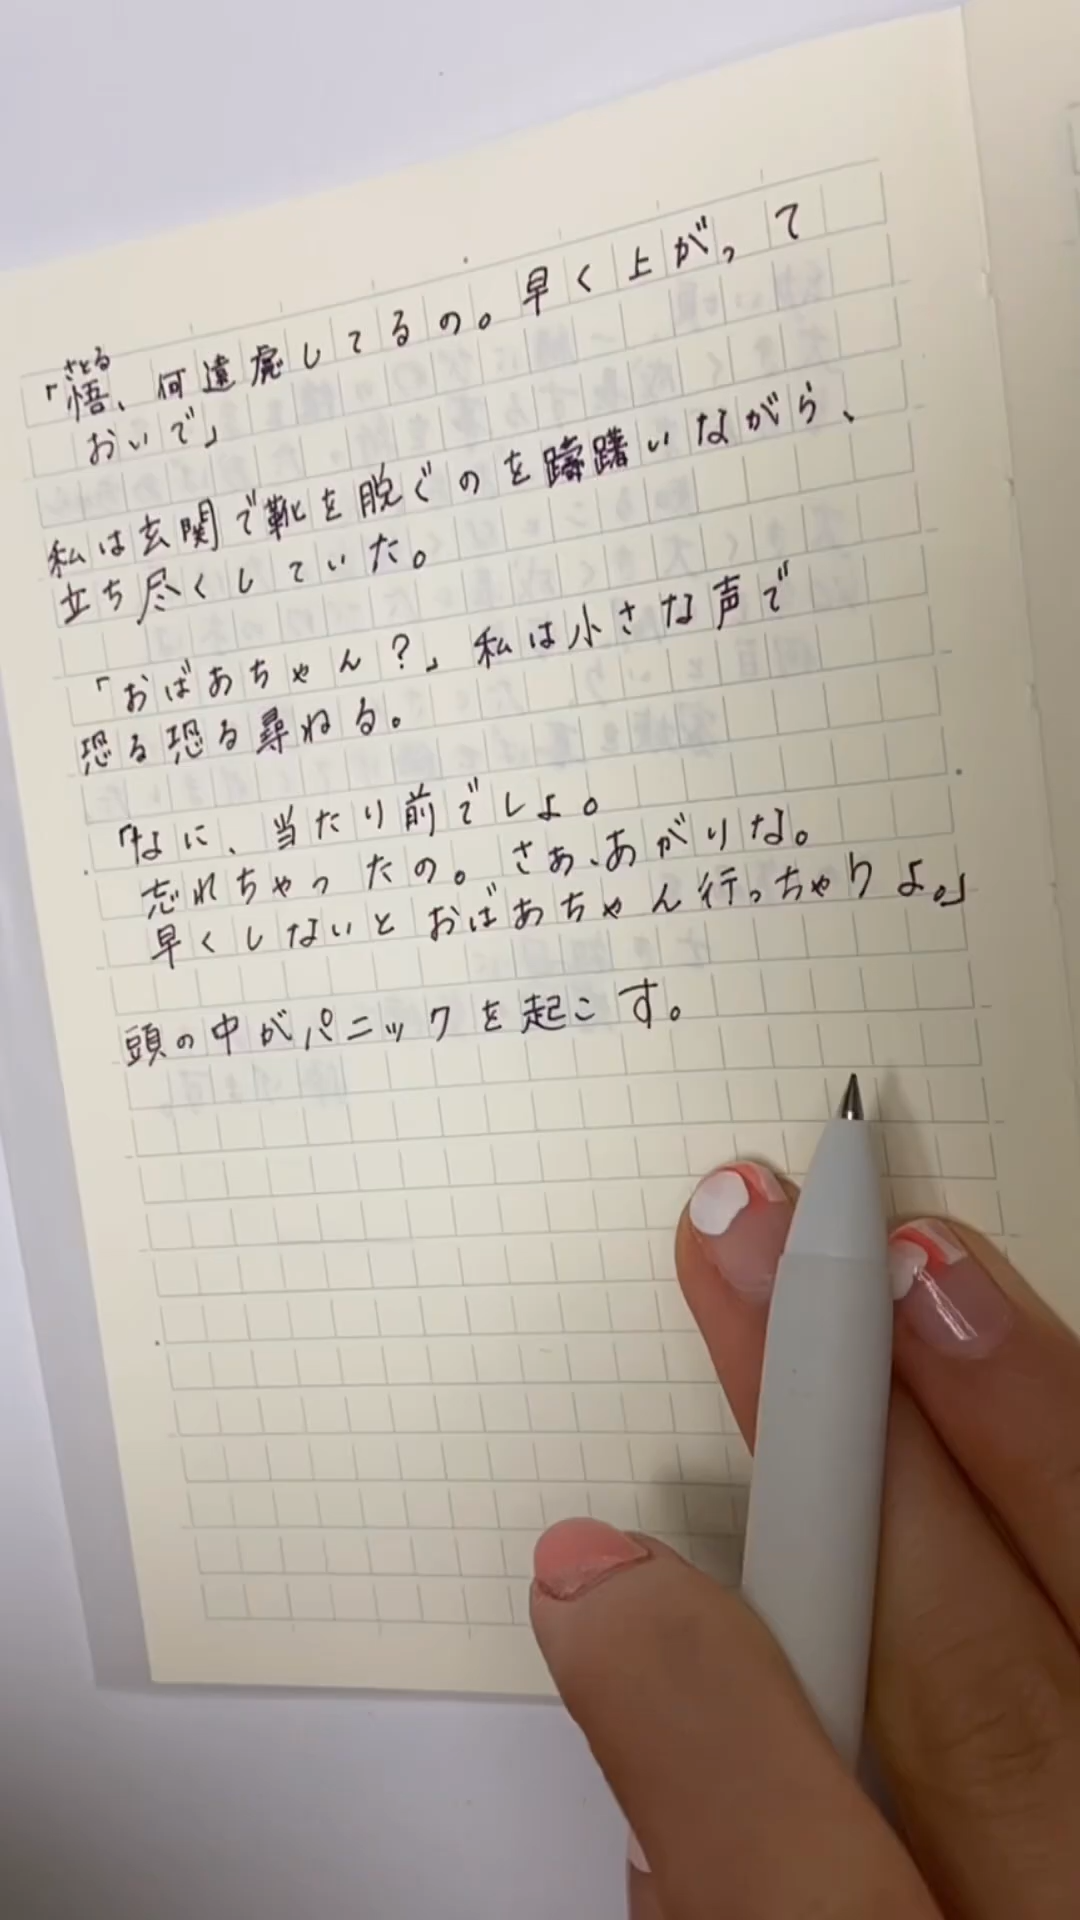 さとる
「悟、何遠慮してるの。早く上がって
おいで」
私は玄関で靴を脱ぐのを躊躇いながら、
立ち尽くしていた。
「おばあちゃん?」私は小さな声で
恐る恐る尋ねる。
「なに、当たり前でしょ。
忘れちゃったの。さぁ、あがりな。
早くしないとおばあちゃん行っちゃうよ。」
頭の中がパニックを起こす。